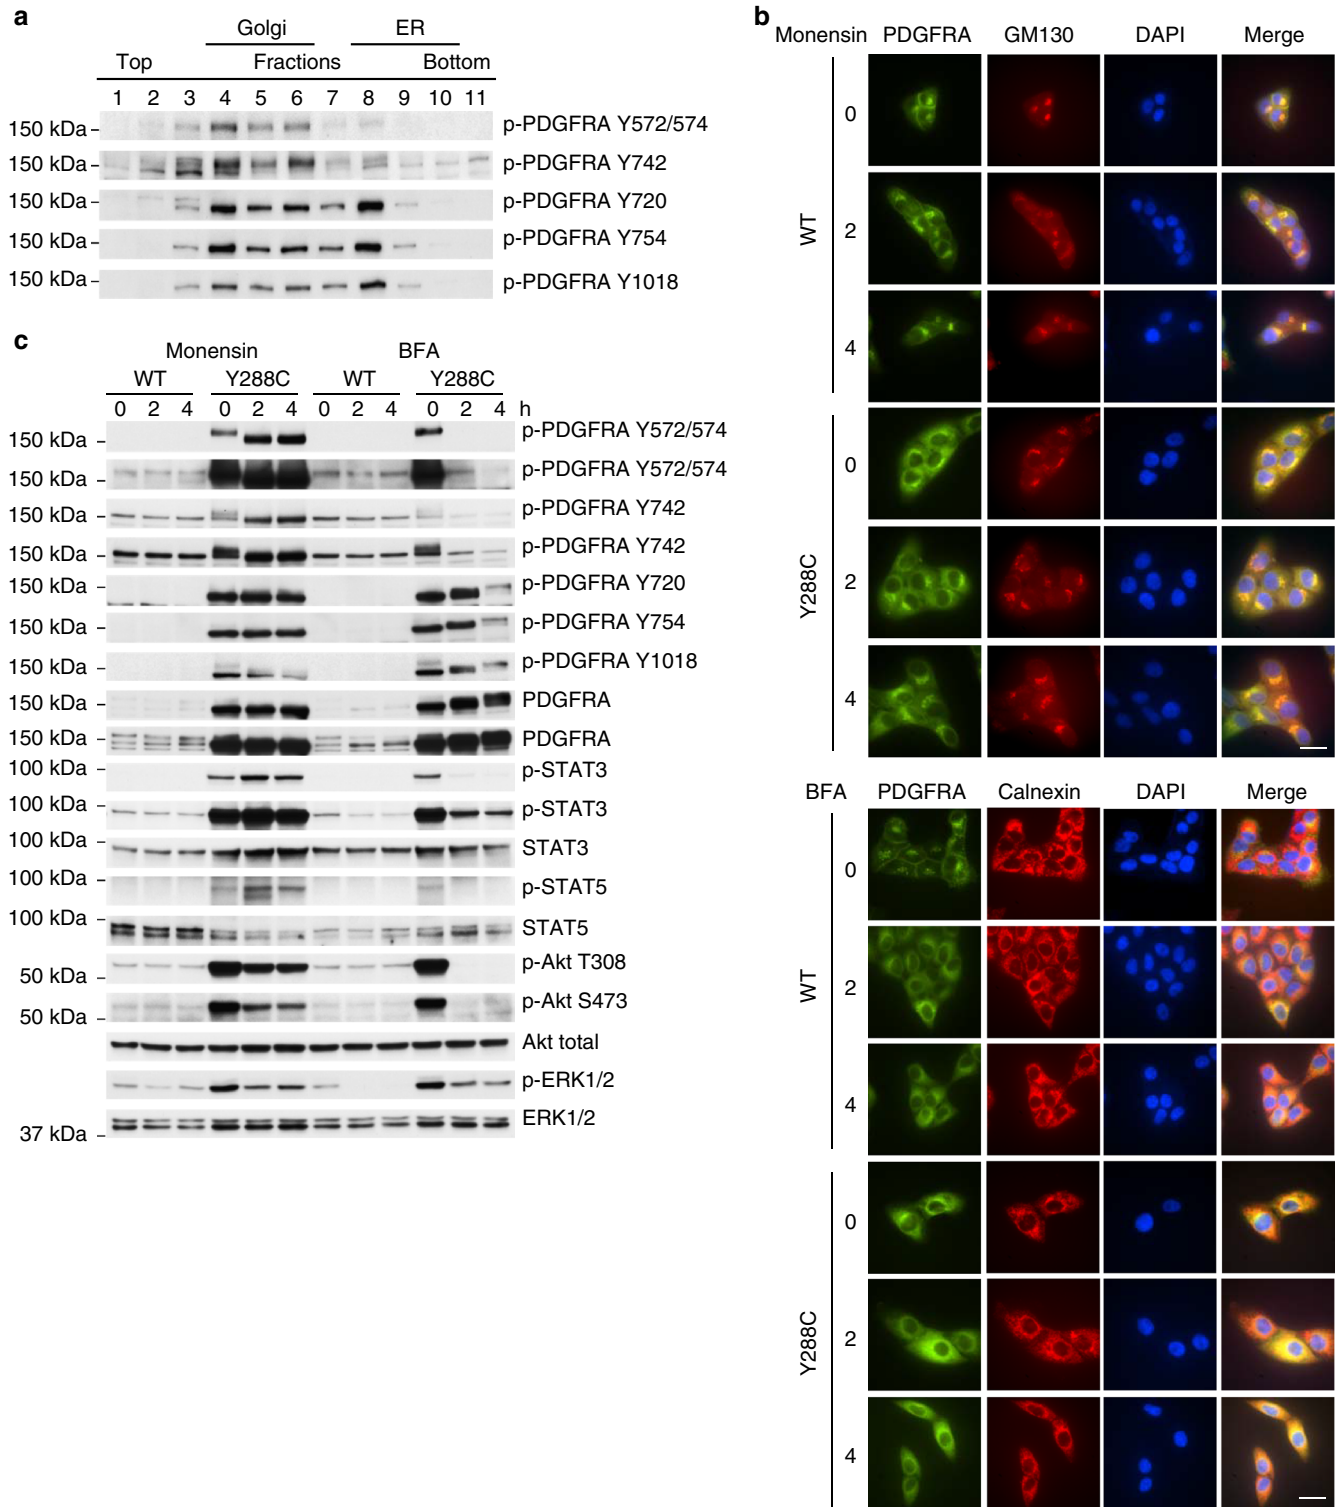 a
Golgi ER
Top Fractions Bottom
1 2 3 4 5 6 7 8 9 10 11
150 kDa p-PDGFRA Y572/574
150 kDa p-PDGFRA Y742
150 kDa p-PDGFRA Y720
150 kDa p-PDGFRA Y754
150 kDa p-PDGFRA Y1018
b
Monensin PDGFRA GM130 DAPI Merge
WT
0
2
4
Y288C
0
2
4
BFA PDGFRA Calnexin DAPI Merge
WT
0
2
4
Y288C
0
2
4
c
Monensin BFA
WT Y288C WT Y288C
0 2 4 0 2 4 0 2 4 0 2 4 h
150 kDa p-PDGFRA Y572/574
150 kDa p-PDGFRA Y572/574
150 kDa p-PDGFRA Y742
150 kDa p-PDGFRA Y742
150 kDa p-PDGFRA Y720
150 kDa p-PDGFRA Y754
150 kDa p-PDGFRA Y1018
150 kDa PDGFRA
150 kDa PDGFRA
100 kDa p-STAT3
100 kDa p-STAT3
100 kDa STAT3
100 kDa p-STAT5
100 kDa STAT5
50 kDa p-Akt T308
50 kDa p-Akt S473
Akt total
p-ERK1/2
37 kDa ERK1/2